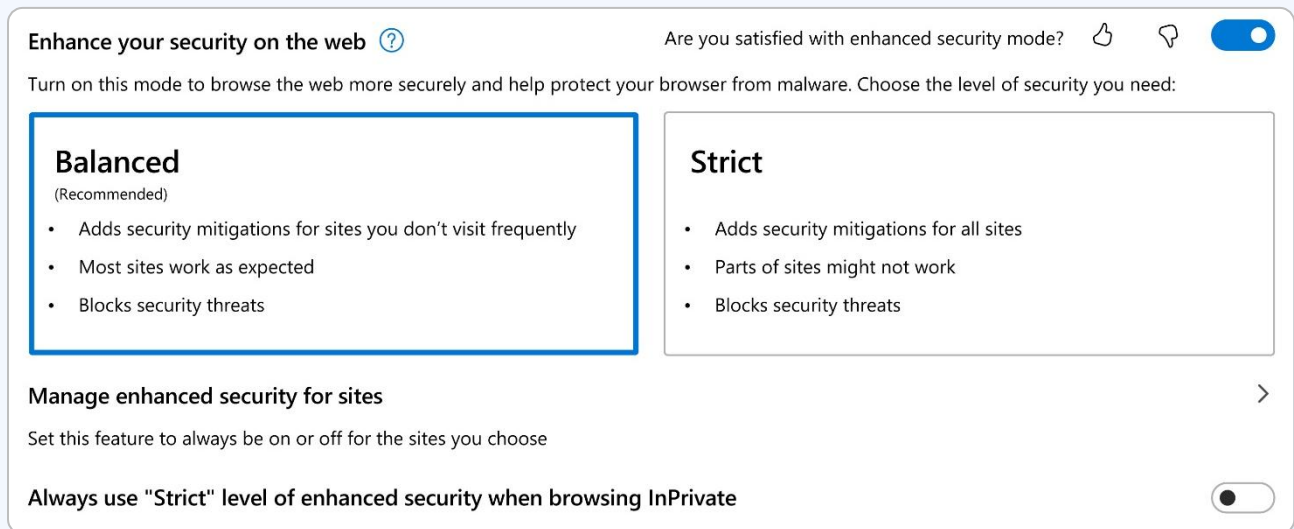 Enhance your security on the web ?
Are you satisfied with enhanced security mode?
Turn on this mode to browse the web more securely and help protect your browser from malware. Choose the level of security you need:
Balanced
(Recommended)
• Adds security mitigations for sites you don’t visit frequently
• Most sites work as expected
• Blocks security threats
Strict
• Adds security mitigations for all sites
• Parts of sites might not work
• Blocks security threats
Manage enhanced security for sites
Set this feature to always be on or off for the sites you choose
Always use "Strict" level of enhanced security when browsing InPrivate